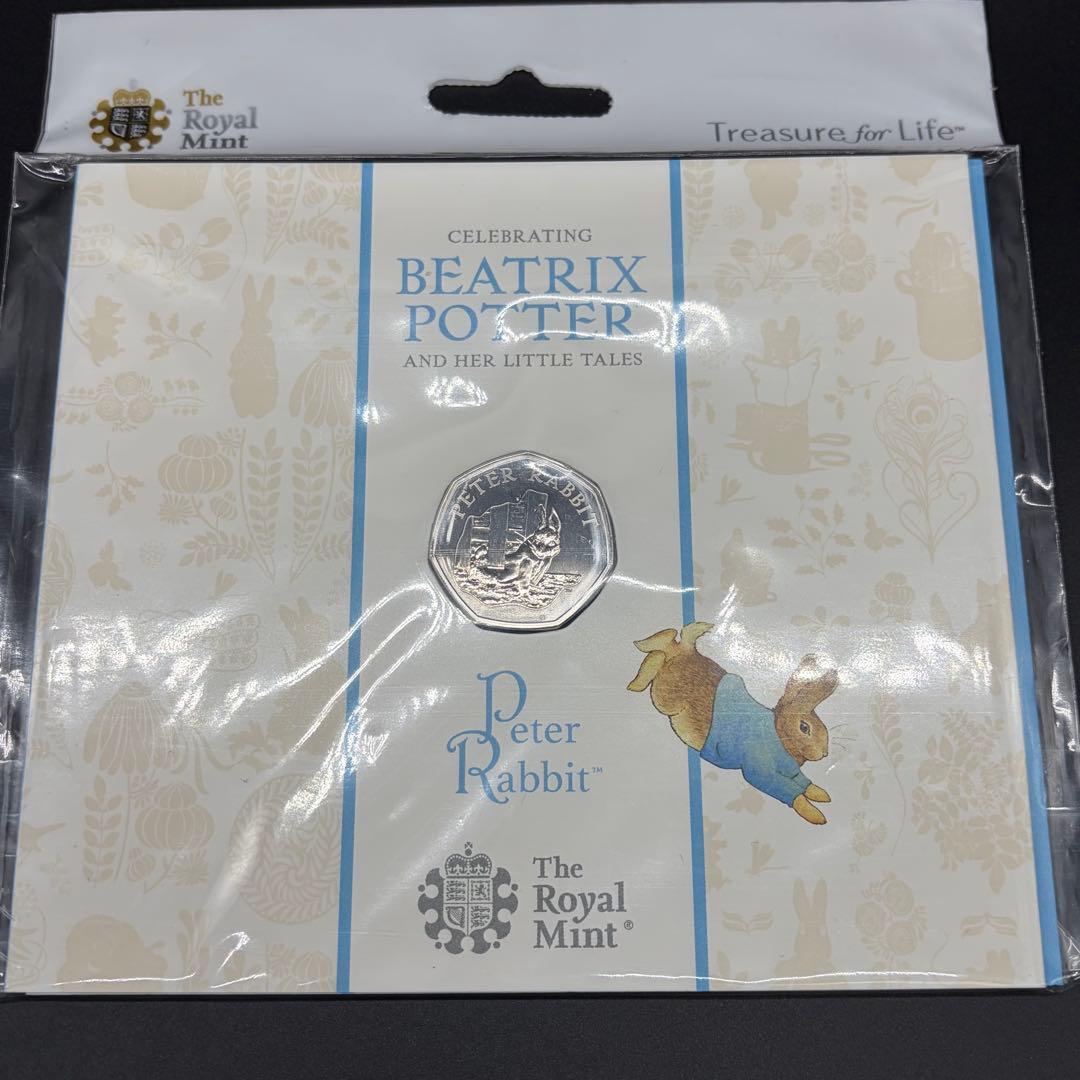 The
Royal
Mint
Treasure for Life™
CELEBRATING
BEATRIX
POTTER
AND HER LITTLE TALES
PETER RABBIT
Peter
Rabbit™
The
Royal
Mint®